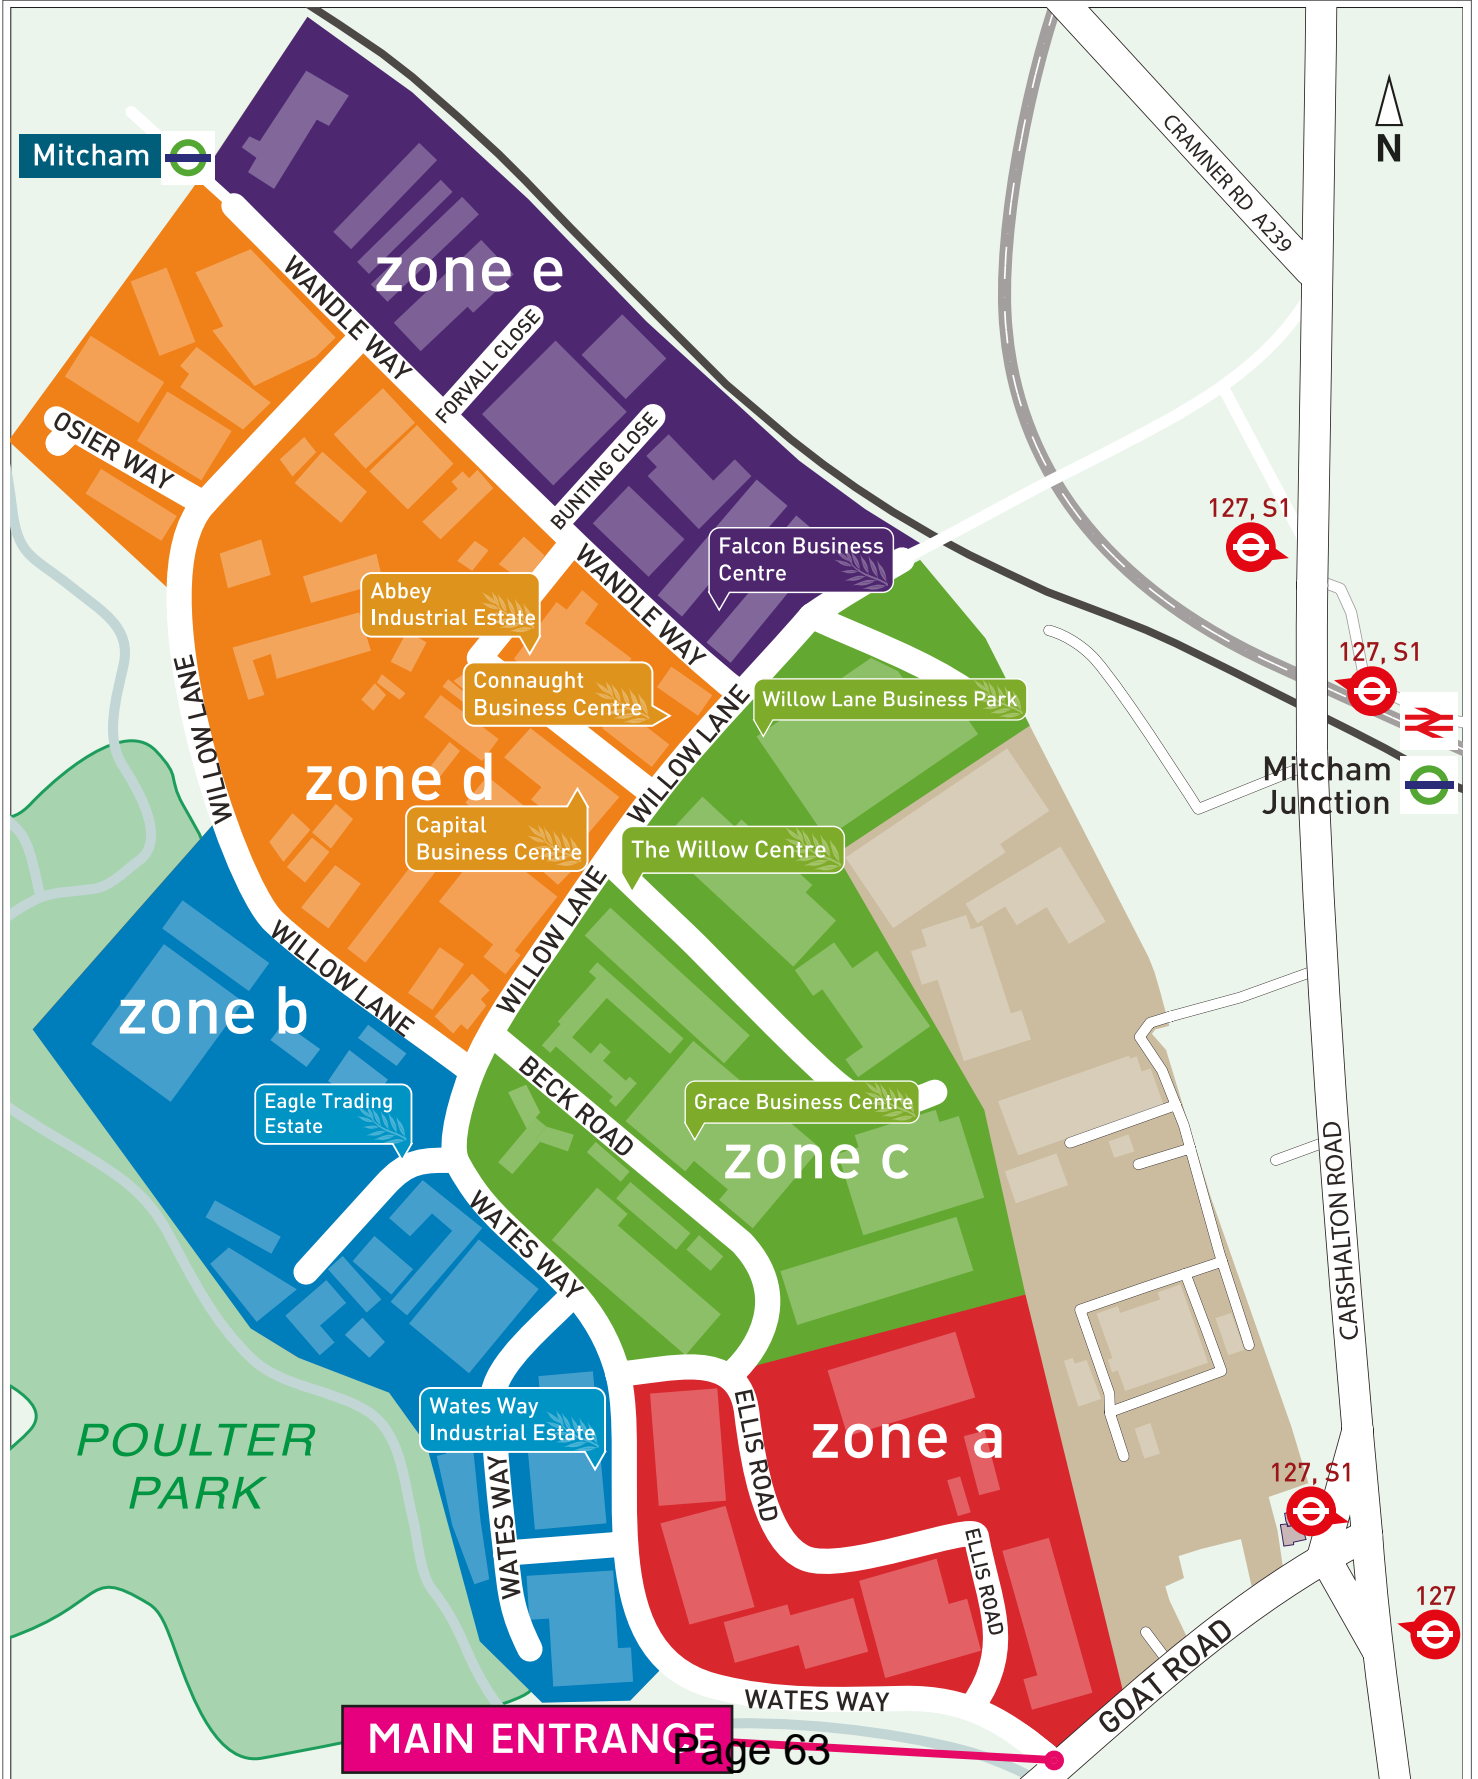 CRAMNER RD A239
N
Mitcham
zone e
WANDLE WAY
FORVALL CLOSE
OSIER WAY
BUNTING CLOSE
127, S1
Falcon Business
Centre
WANDLE WAY
Abbey
Industrial Estate
127, S1
Connaught
Business Centre
Willow Lane Business Park
WILLOW LANE
WILLOW LANE
zone d
Mitcham
Junction
Capital
Business Centre
The Willow Centre
WILLOW LANE
WILLOW LANE
zone b
BECK ROAD
Eagle Trading
Estate
Grace Business Centre
zone c
CARSHALTON ROAD
WATES WAY
Wates Way
Industrial Estate
ELLIS ROAD
zone a
POULTER
PARK
127, S1
WATES WAY
ELLIS ROAD
127
GOAT ROAD
WATES WAY
MAIN ENTRANCE
Page 63